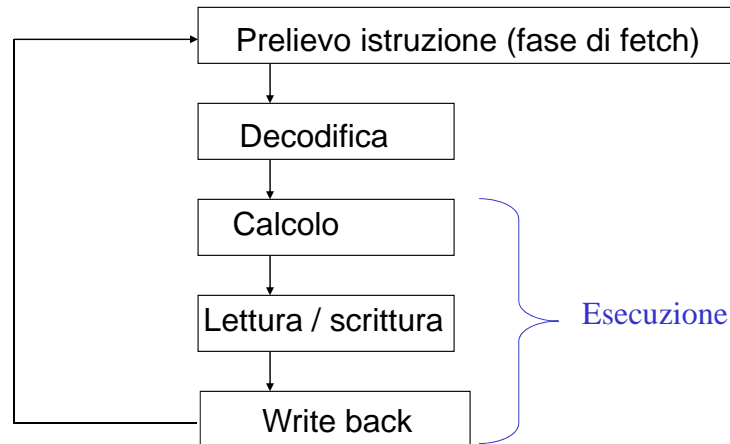 Prelievo istruzione (fase di fetch)
Decodifica
Calcolo
Lettura / scrittura
Esecuzione
Write back